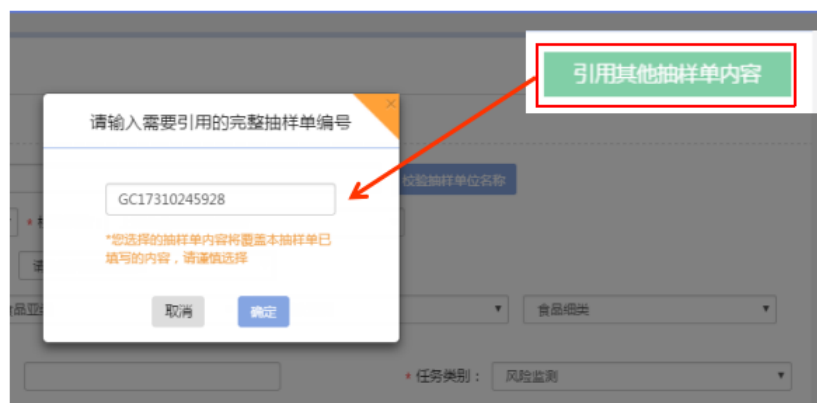 引用其他抽样单内容
请输入需要引用的完整抽样单编号
×
校验抽样单位名称
GC17310245928
*您选择的抽样单内容将覆盖本抽样单已
填写的内容，请谨慎选择
取消
确定
食品细类
* 任务类别：
风险监测